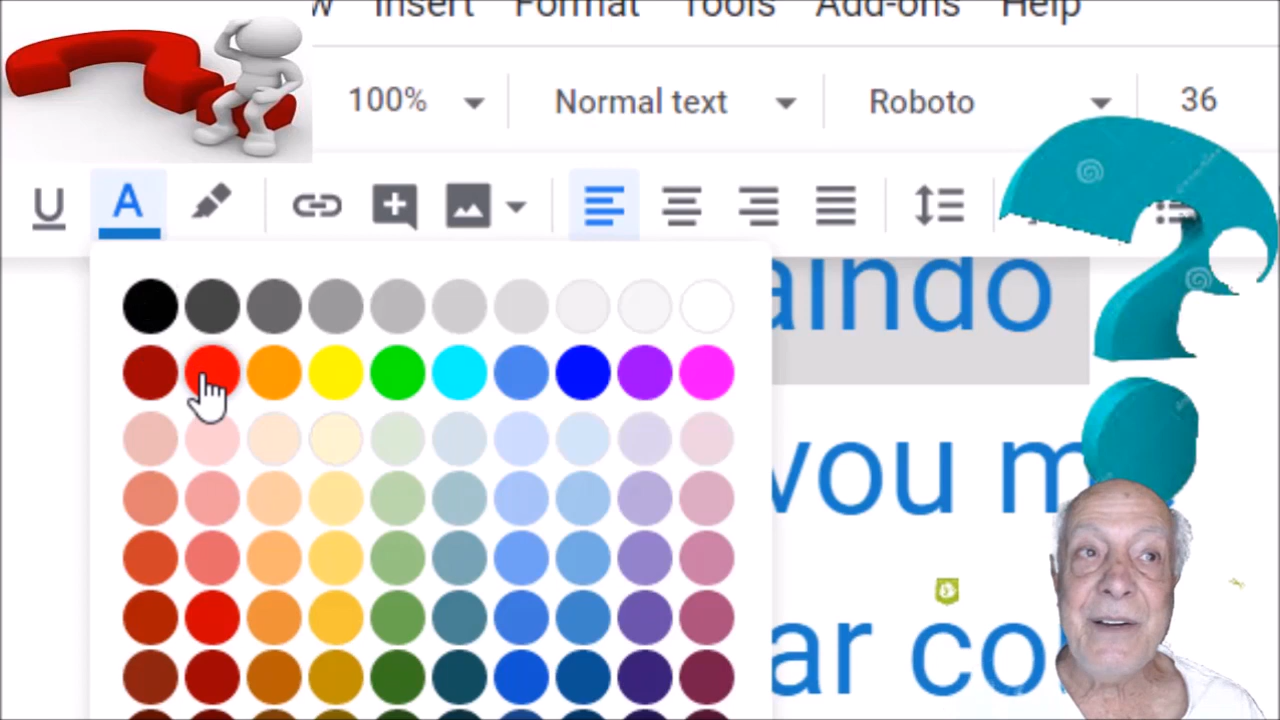 Insert Format Tools Add-ons Help
100% Normal text Roboto 36
U A
aindo
vou m
ar co